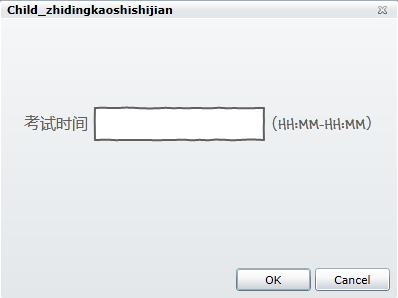 Child_zhidingkaoshishijian
考试时间 (HH:MM-HH:MM)
OK Cancel